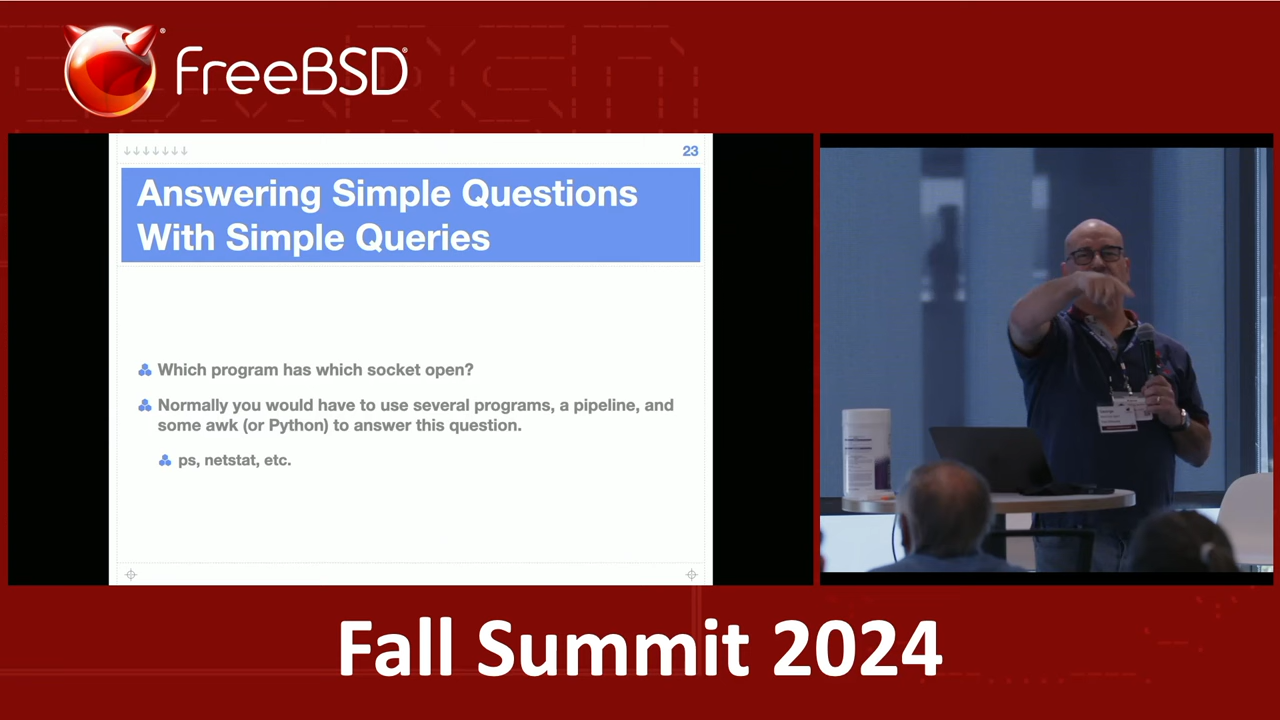 FreeBSD
↓↓↓↓↓↓↓
23
Answering Simple Questions
With Simple Queries
Which program has which socket open?
Normally you would have to use several programs, a pipeline, and
some awk (or Python) to answer this question.
ps, netstat, etc.
Fall Summit 2024